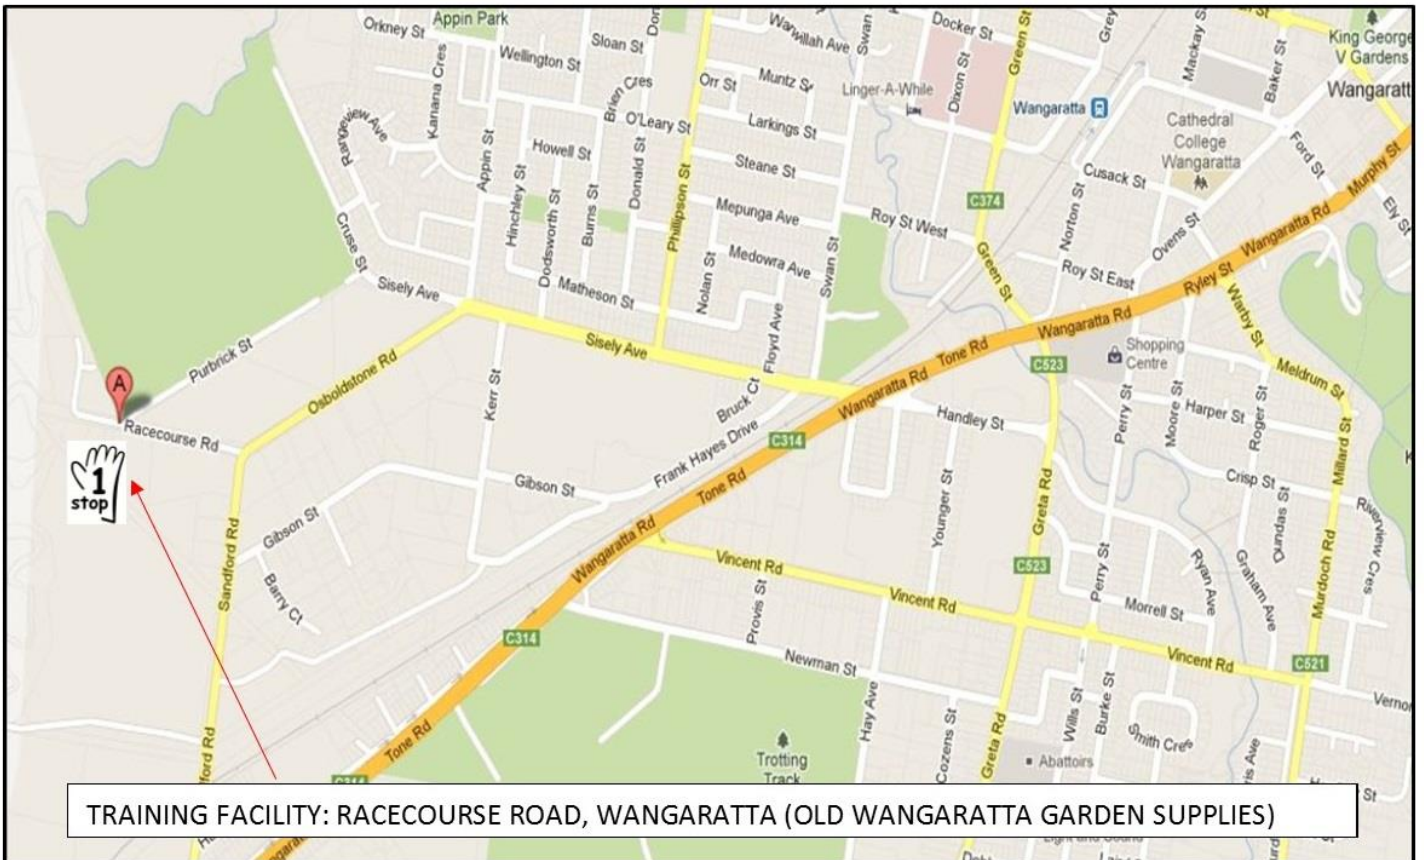 Appin Park
Orkney St
Kanana Cres
Wellington St
Sloan St
Brien Cres
Rangeview Ave
O'Leary St
Orr St
Muntz St
Larkings St
Steane St
Howell St
Appin St
Hinchley St
Dodsworth St
Burns St
Donald St
Phillipson St
Mepunga Ave
Medowra Ave
Nolan St
Matheson St
Floyd Ave
Swan St
Swan St
Docker St
Dixon St
Green St
Linger-A-While
Wangaratta
Mackay St
Baker St
King George
V Gardens
Wangaratt
Cathedral
College
Wangaratta
Cusack St
Ford St
Murphy St
Ely St
C374
Roy St West
Green St
Norton St
Ovens St
Roy St East
Ryley St
Wangaratta Rd
Wangaratta Rd
Warby St
Meldrum St
Shopping
Centre
C523
Cruse St
Sisely Ave
Sisely Ave
Purbrick St
Osboldstone Rd
Kerr St
Bruck Ct
Frank Hayes Drive
Tone Rd
Wangaratta Rd
C314
Tone Rd
Handley St
Perry St
Moore St
Harper St
Roger St
Millard St
Crisp St
Dundas St
Riverview Cres
A
Racecourse Rd
1
stop
Gibson St
Gibson St
Barry Ct
Sandford Rd
Wangaratta Rd
C314
Vincent Rd
Vincent Rd
Vincent Rd
Provis St
Younger St
Greta Rd
C523
Perry St
Morrell St
Ryan Ave
Graham Ave
Murdoch Rd
C521
Newman St
Hay Ave
Cozens St
Greta Rd
Wills St
Burke St
Smith Cres
Abattoirs
Trotting
Track
Tone Rd
TRAINING FACILITY: RACECOURSE ROAD, WANGARATTA (OLD WANGARATTA GARDEN SUPPLIES)